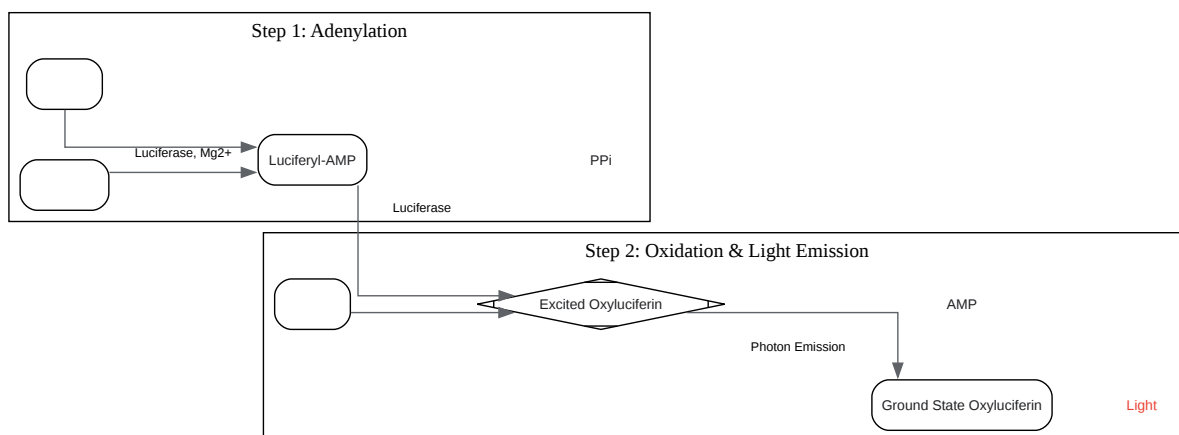 Step 1: Adenylation
Luciferase, Mg2+
Luciferyl-AMP
PPi
Luciferase
Step 2: Oxidation & Light Emission
Excited Oxyluciferin
AMP
Photon Emission
Ground State Oxyluciferin
Light